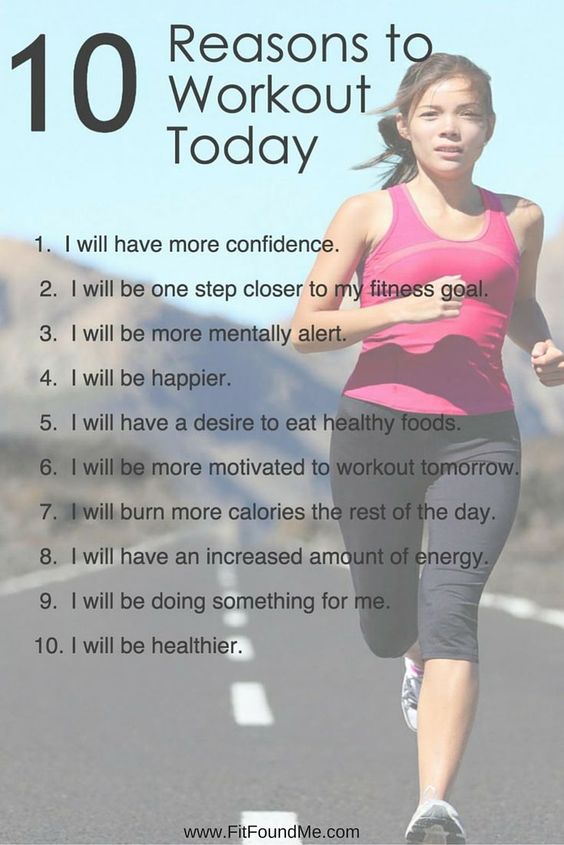 10
Reasons to
Workout
Today
1. I will have more confidence.
2. I will be one step closer to my fitness goal.
3. I will be more mentally alert.
4. I will be happier.
5. I will have a desire to eat healthy foods.
6. I will be more motivated to workout tomorrow.
7. I will burn more calories the rest of the day.
8. I will have an increased amount of energy.
9. I will be doing something for me.
10. I will be healthier.
www.FitFoundMe.com